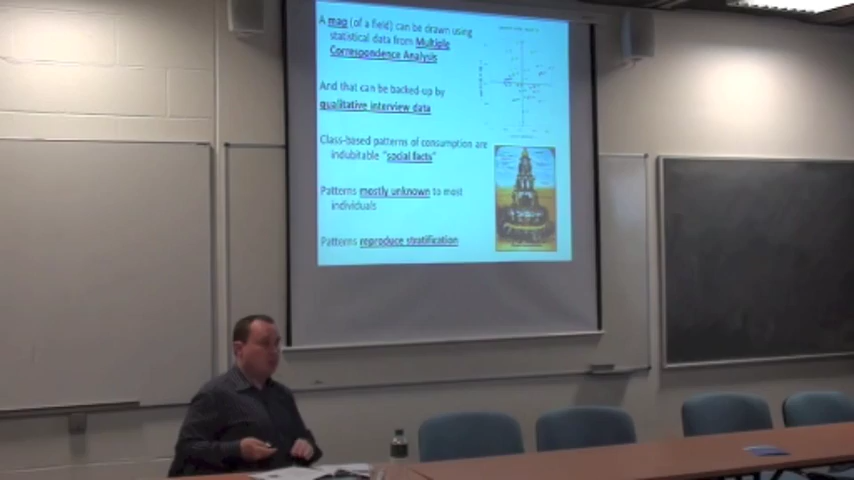 A map (of a field) can be drawn using
statistical data from Multiple
Correspondence Analysis
And that can be backed-up by
qualitative interview data
Class-based patterns of consumption are
indubitable "social facts"
Patterns mostly unknown to most
individuals
Patterns reproduce stratification